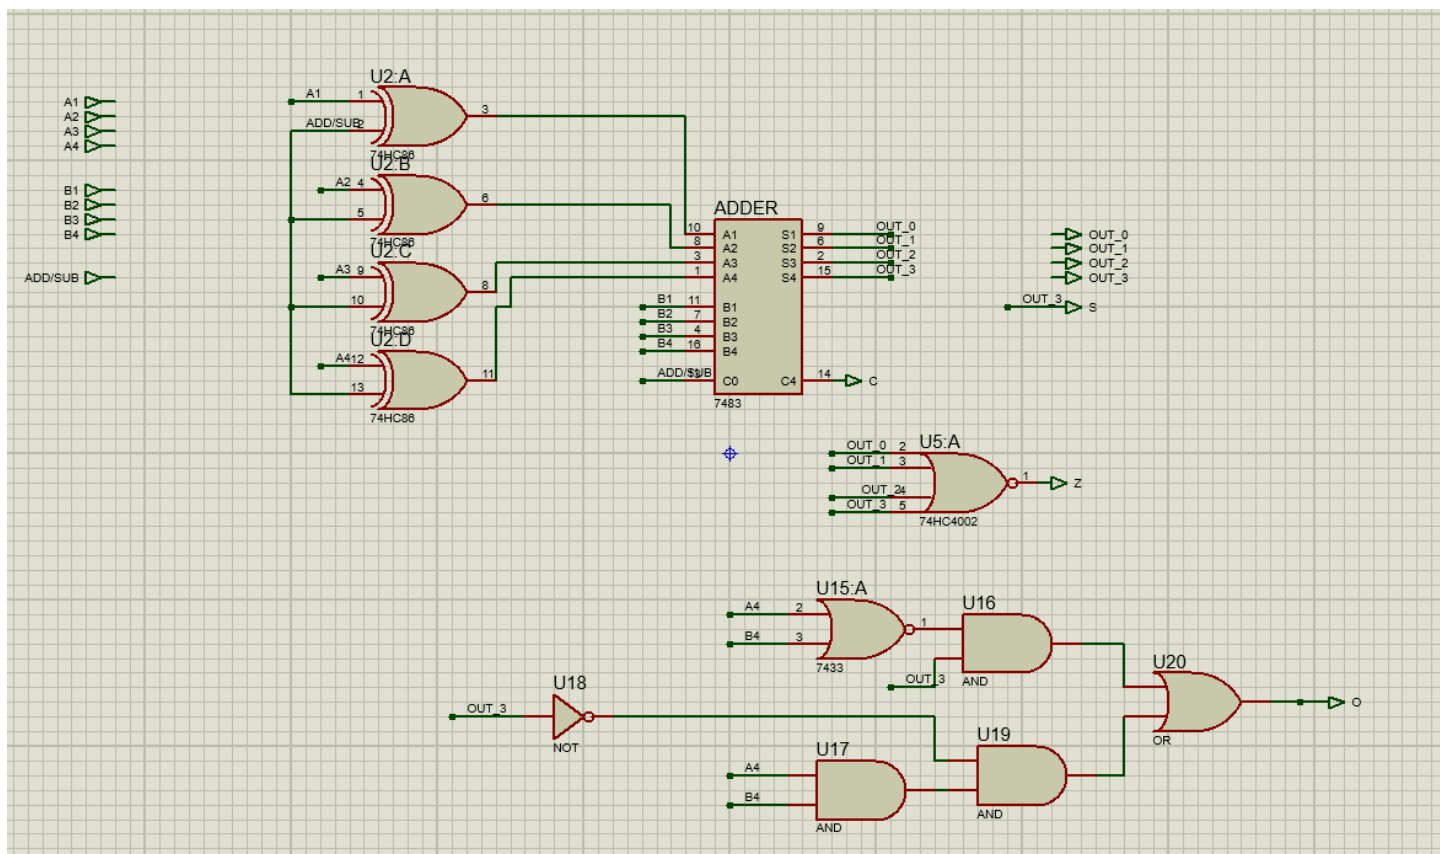 A1
A2
A3
A4
B1
B2
B3
B4
ADD/SUB
U2:A
A1 1
ADD/SUB 2
3
74HC86
U2:B
A2 4
5
6
74HC86
U2:C
A3 9
10
8
74HC86
U2:D
A4 12
13
11
74HC86
ADDER
10 A1 S1 9 OUT_0
8 A2 S2 6 OUT_1
3 A3 S3 2 OUT_2
1 A4 S4 15 OUT_3
B1 11 B1
B2 7 B2
B3 4 B3
B4 16 B4
ADD/SUB 13 C0 C4 14 C
7483
OUT_0
OUT_1
OUT_2
OUT_3
OUT_3 S
U5:A
OUT_0 2
OUT_1 3
OUT_2 4
OUT_3 5
1 Z
74HC4002
U15:A
A4 2
B4 3
1
7433
U16
OUT_3
AND
U18
OUT_3
NOT
U17
A4
B4
AND
U19
AND
U20
O
OR